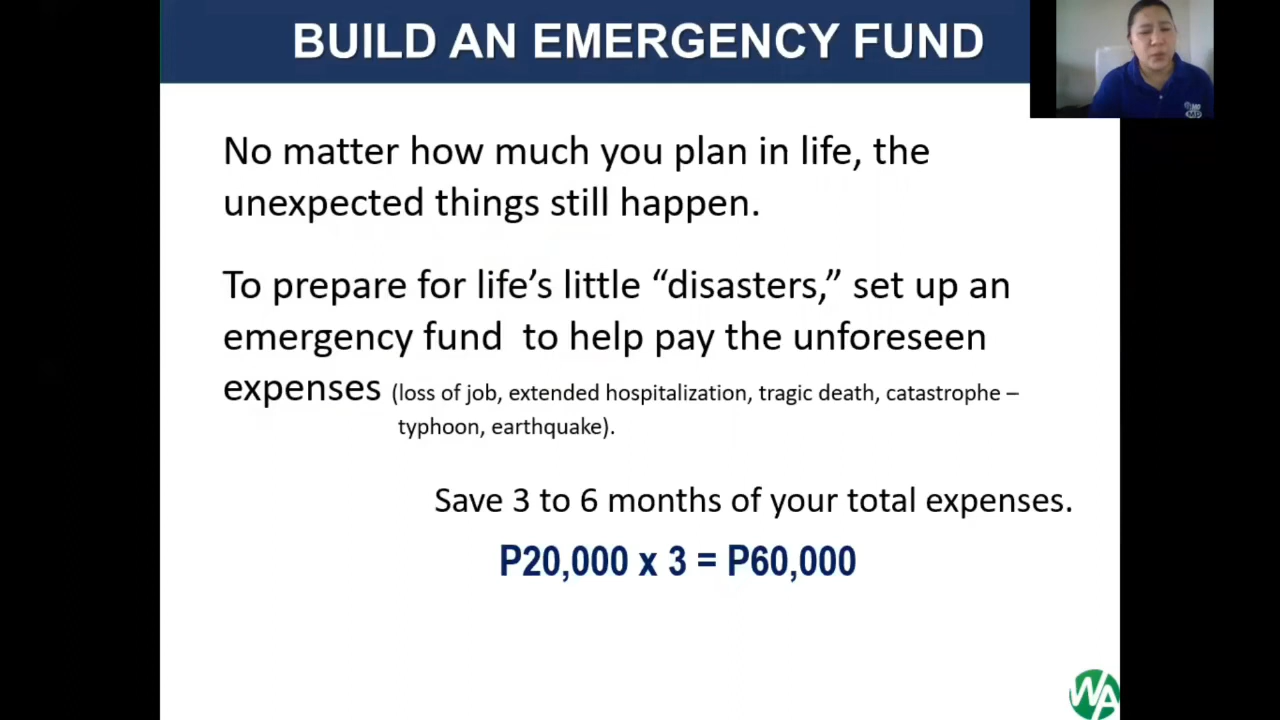 BUILD AN EMERGENCY FUND
No matter how much you plan in life, the
unexpected things still happen.
To prepare for life’s little “disasters,” set up an
emergency fund  to help pay the unforeseen
expenses (loss of job, extended hospitalization, tragic death, catastrophe –
typhoon, earthquake).
Save 3 to 6 months of your total expenses.
P20,000 x 3 = P60,000
WA